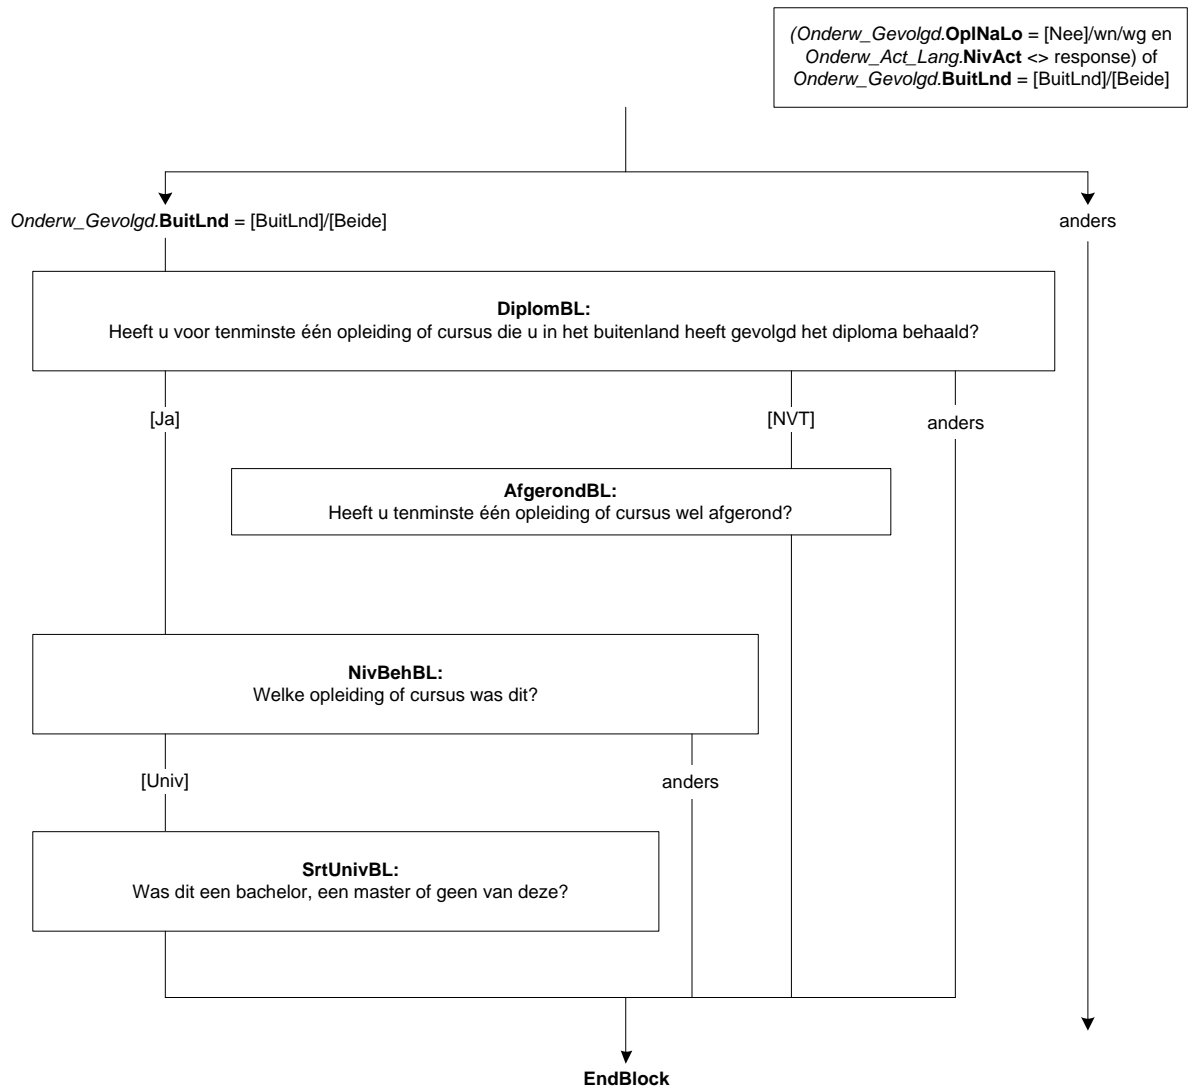 (Onderw_Gevolgd.OplNaLo = [Nee]/wn/wg en
Onderw_Act_Lang.NivAct <> response) of
Onderw_Gevolgd.BuitLnd = [BuitLnd]/[Beide]
Onderw_Gevolgd.BuitLnd = [BuitLnd]/[Beide]
anders
DiplomBL:
Heeft u voor tenminste één opleiding of cursus die u in het buitenland heeft gevolgd het diploma behaald?
[Ja]
[NVT]
anders
AfgerondBL:
Heeft u tenminste één opleiding of cursus wel afgerond?
NivBehBL:
Welke opleiding of cursus was dit?
[Univ]
anders
SrtUnivBL:
Was dit een bachelor, een master of geen van deze?
EndBlock